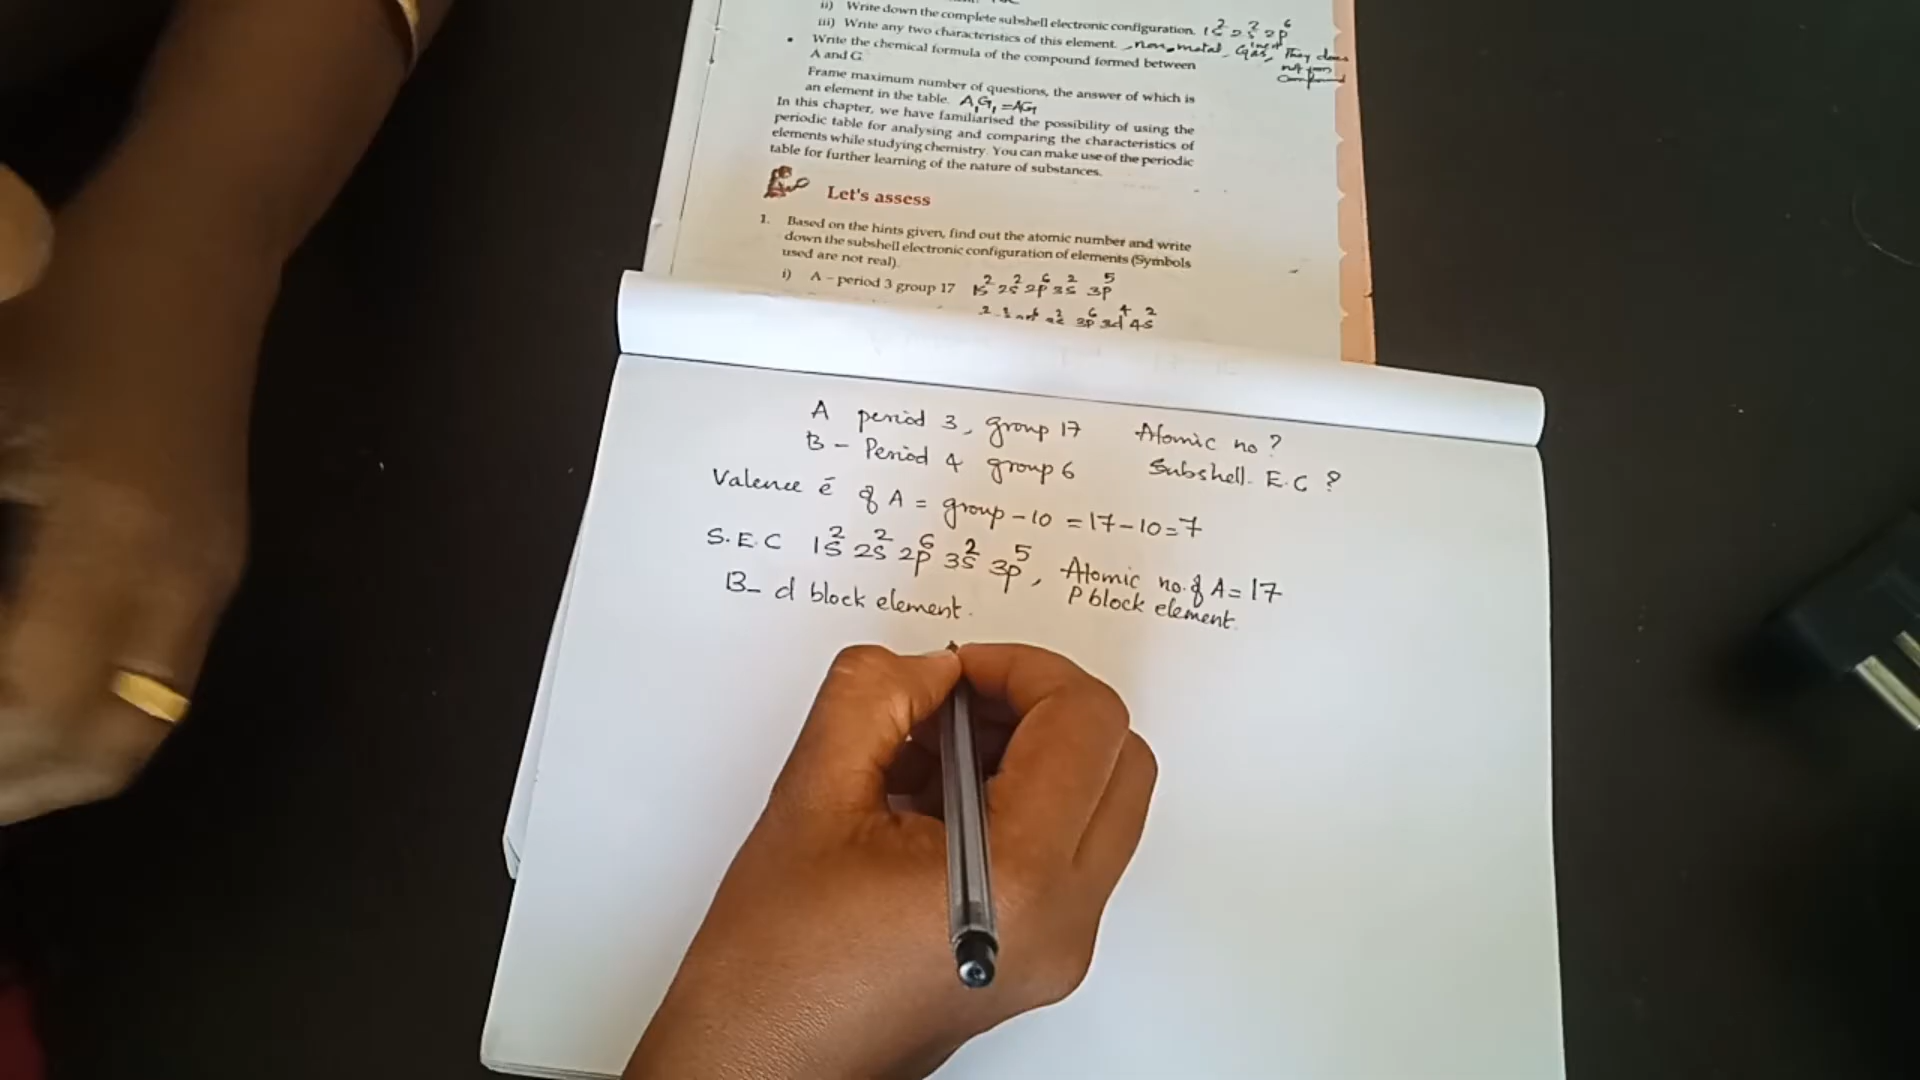 ii) Write down the complete subshell electronic configuration. 1s² 2s² 2p⁶
iii) Write any two characteristics of this element. non metal, Gas, inert They does
not form
Compound
• Write the chemical formula of the compound formed between
A and G.
Frame maximum number of questions, the answer of which is
an element in the table. A₁G₁ = AG
In this chapter, we have familiarised the possibility of using the
periodic table for analysing and comparing the characteristics of
elements while studying chemistry. You can make use of the periodic
table for further learning of the nature of substances.
Let's assess
1. Based on the hints given, find out the atomic number and write
down the subshell electronic configuration of elements (Symbols
used are not real).
i) A – period 3 group 17 1s² 2s² 2p⁶ 3s² 3p⁵
3p⁶ 3d⁴ 4s²
A period 3, group 17 Atomic no ?
B – Period 4 group 6 Subshell. E.C ?
Valence é of A = group – 10 = 17 – 10 = 7
S.E.C 1s² 2s² 2p⁶ 3s² 3p⁵, Atomic no. of A = 17
P block element.
B – d block element.